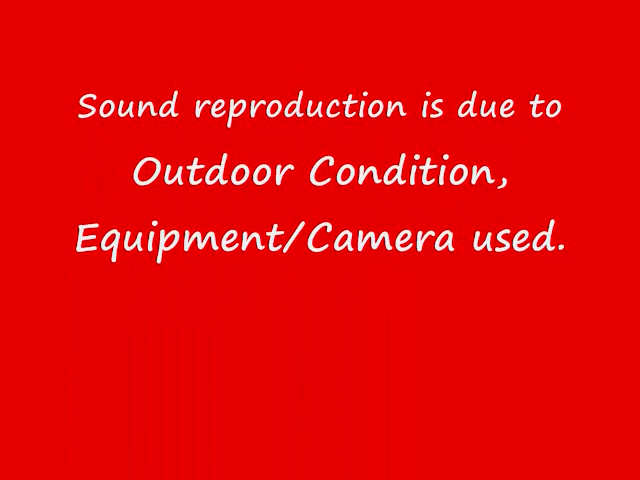 Sound reproduction is due to
Outdoor Condition,
Equipment/Camera used.